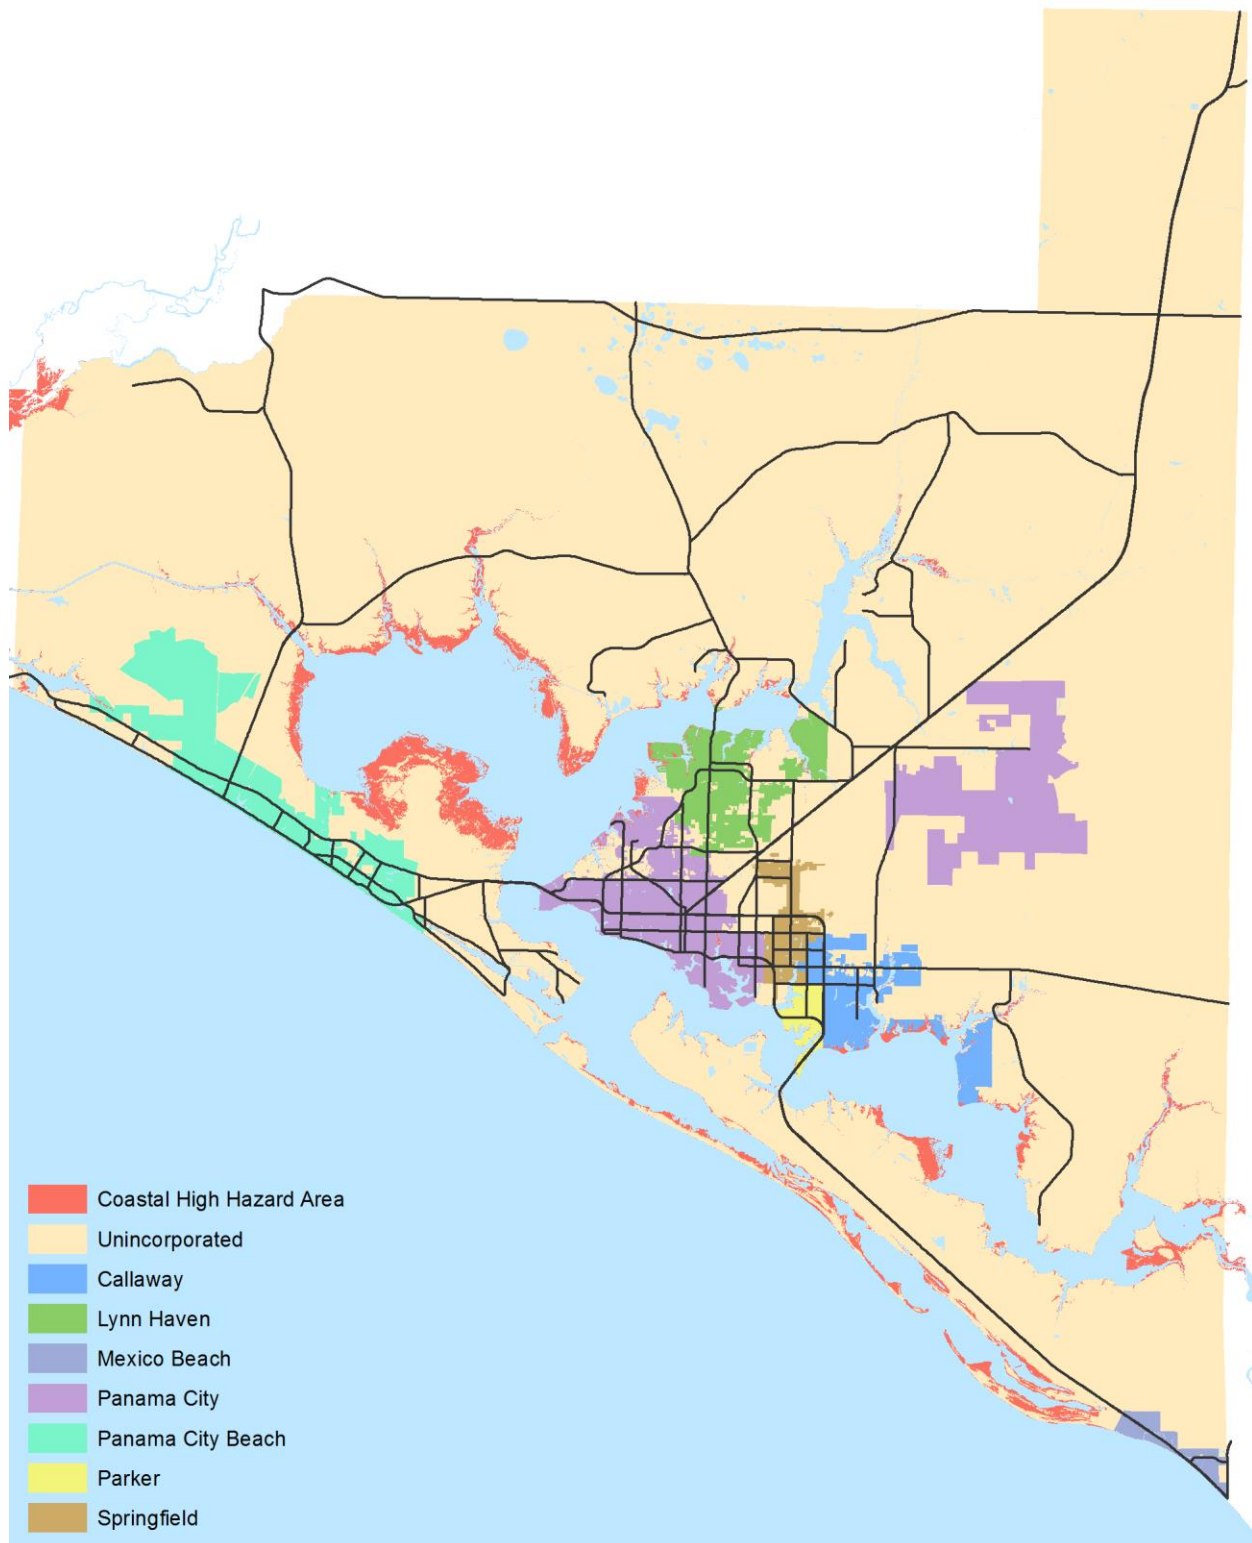 Coastal High Hazard Area
Unincorporated
Callaway
Lynn Haven
Mexico Beach
Panama City
Panama City Beach
Parker
Springfield